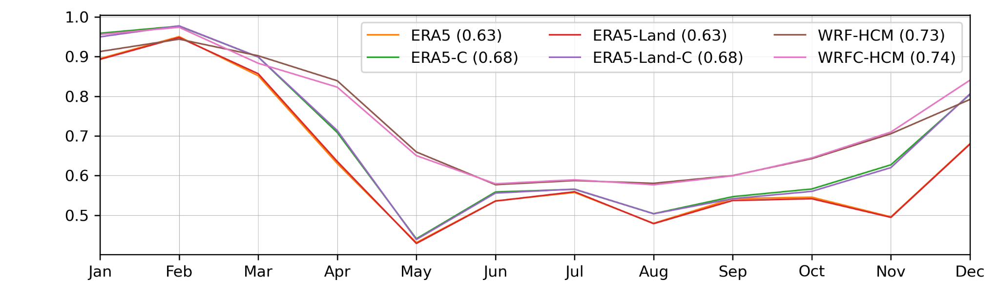 1.0
0.9
0.8
0.7
0.6
0.5
ERA5 (0.63)
ERA5-C (0.68)
ERA5-Land (0.63)
ERA5-Land-C (0.68)
WRF-HCM (0.73)
WRFC-HCM (0.74)
Jan Feb Mar Apr May Jun Jul Aug Sep Oct Nov Dec